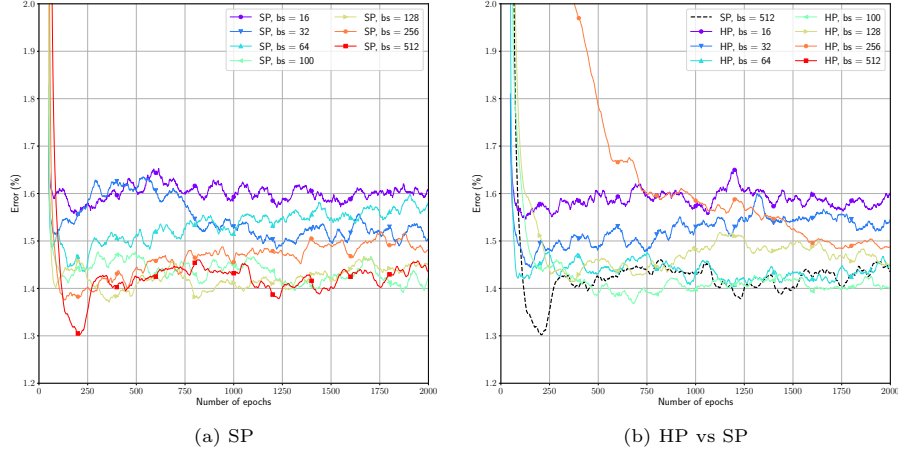 2.0
1.9
1.8
1.7
1.6
1.5
1.4
1.3
1.2
Error (%)
0 250 500 750 1000 1250 1500 1750 2000
Number of epochs
SP, bs = 16
SP, bs = 32
SP, bs = 64
SP, bs = 100
SP, bs = 128
SP, bs = 256
SP, bs = 512
(a) SP
2.0
1.9
1.8
1.7
1.6
1.5
1.4
1.3
1.2
Error (%)
0 250 500 750 1000 1250 1500 1750 2000
Number of epochs
SP, bs = 512
HP, bs = 16
HP, bs = 32
HP, bs = 64
HP, bs = 100
HP, bs = 128
HP, bs = 256
HP, bs = 512
(b) HP vs SP